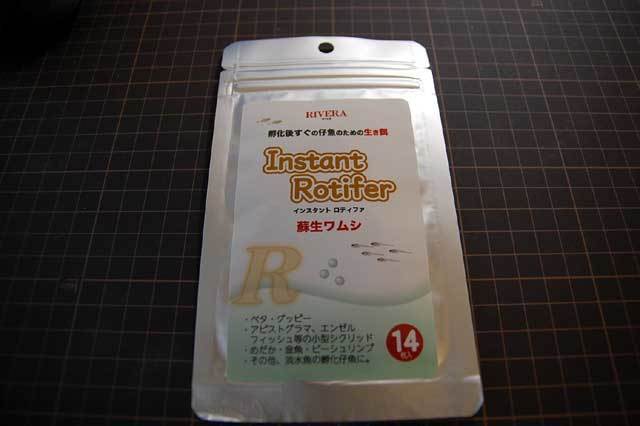 RIVERA
孵化後すぐの仔魚のための生き餌
Instant
Rotifer
インスタント ロティファ
蘇生ワムシ
R
・ベタ・グッピー
・アピストグラマ、エンゼル
フィッシュ等の小型シクリッド
・めだか・金魚・ビーシュリンプ
・その他、淡水魚の孵化仔魚に。
14
枚入